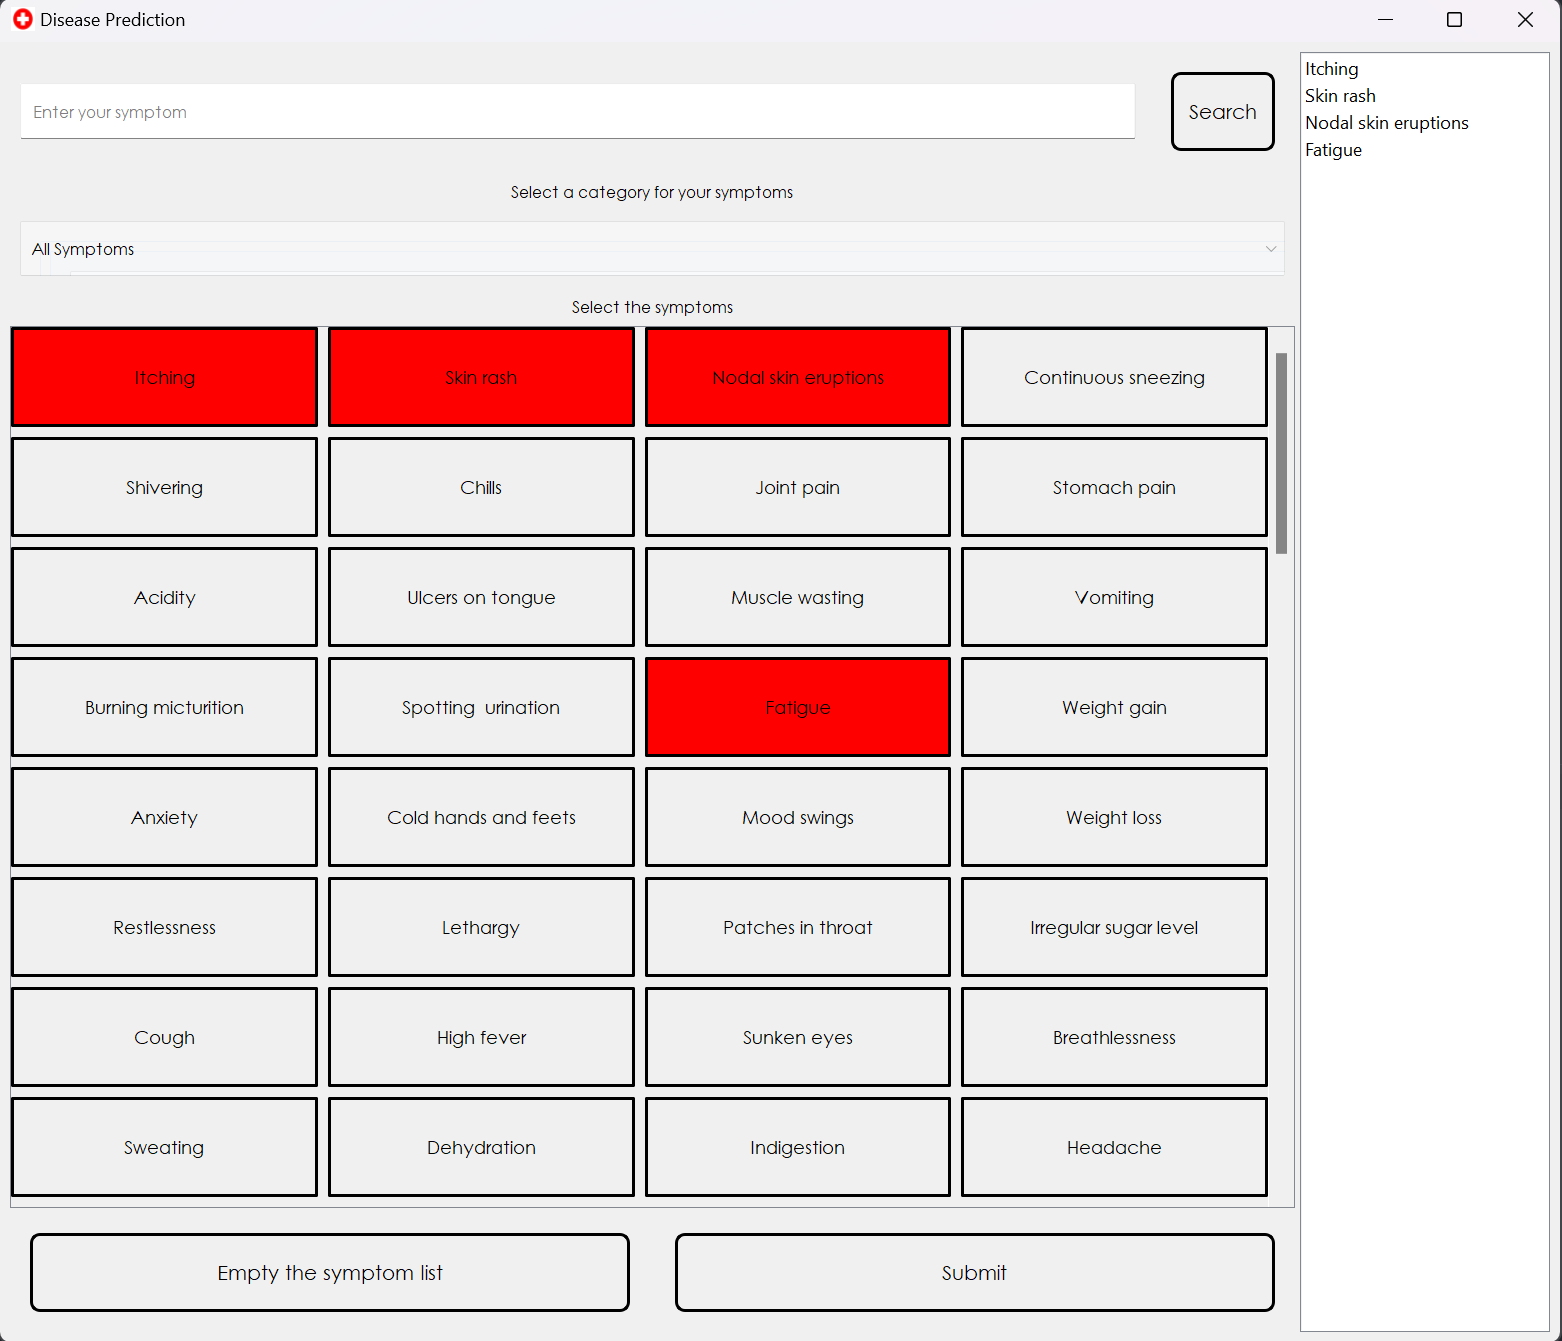 Disease Prediction
Enter your symptom
Search
Select a category for your symptoms
All Symptoms
Select the symptoms
Itching
Skin rash
Nodal skin eruptions
Continuous sneezing
Shivering
Chills
Joint pain
Stomach pain
Acidity
Ulcers on tongue
Muscle wasting
Vomiting
Burning micturition
Spotting  urination
Fatigue
Weight gain
Anxiety
Cold hands and feets
Mood swings
Weight loss
Restlessness
Lethargy
Patches in throat
Irregular sugar level
Cough
High fever
Sunken eyes
Breathlessness
Sweating
Dehydration
Indigestion
Headache
Empty the symptom list
Submit
Itching
Skin rash
Nodal skin eruptions
Fatigue